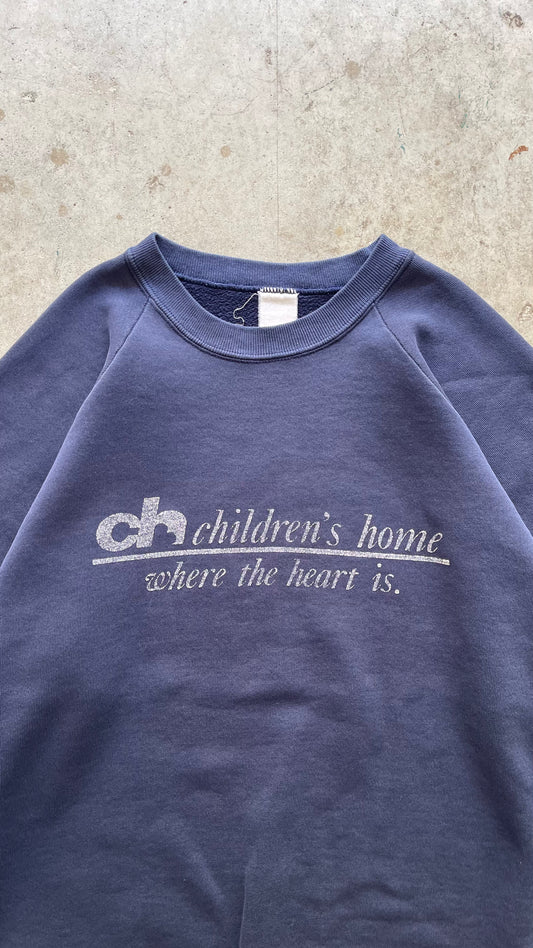 ch children's home
where the heart is.